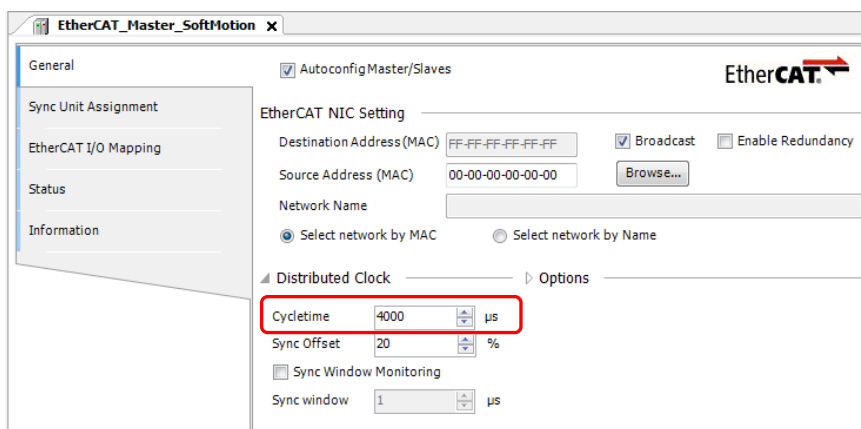 EtherCAT_Master_SoftMotion
General
Sync Unit Assignment
EtherCAT I/O Mapping
Status
Information
Autoconfig Master/Slaves
EtherCAT.
EtherCAT NIC Setting
Destination Address (MAC) FF-FF-FF-FF-FF-FF Broadcast Enable Redundancy
Source Address (MAC) 00-00-00-00-00-00 Browse...
Network Name
Select network by MAC Select network by Name
Distributed Clock Options
Cycletime 4000 µs
Sync Offset 20 %
Sync Window Monitoring
Sync window 1 µs